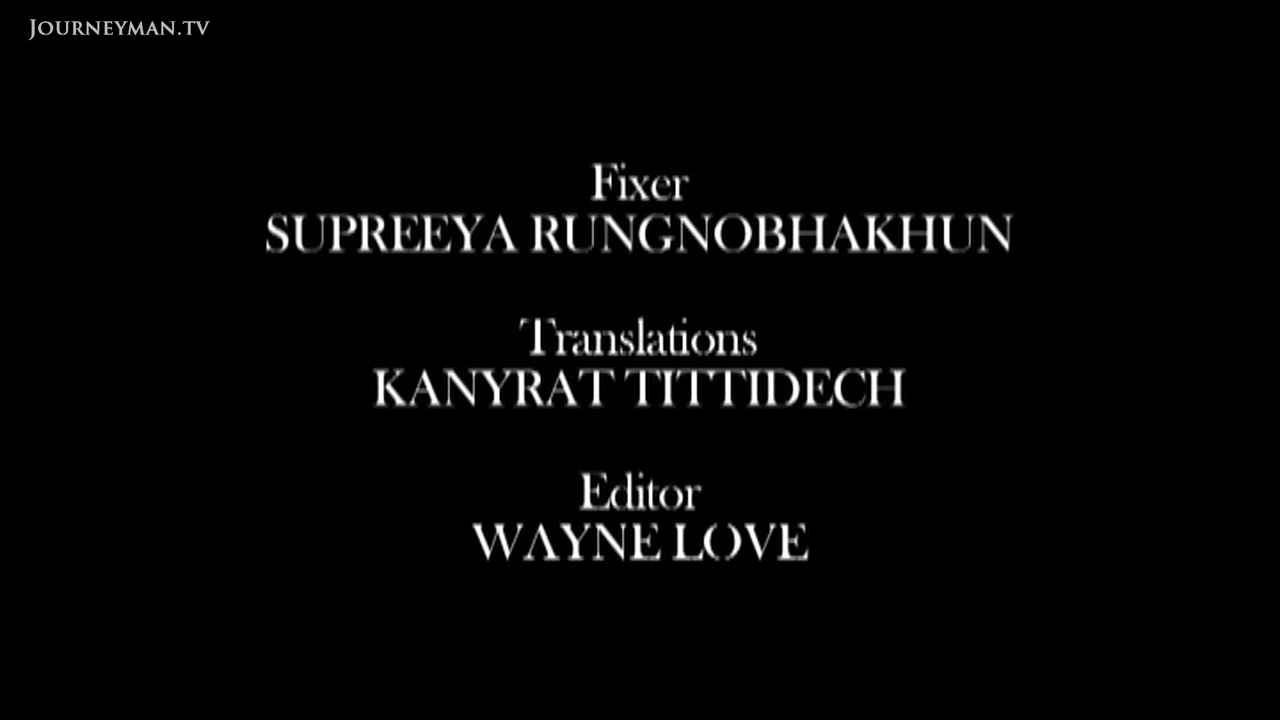 JOURNEYMAN.TV
Fixer
SUPREEYA RUNGNOBHAKHUN
Translations
KANYRAT TITTIDECH
Editor
WAYNE LOVE